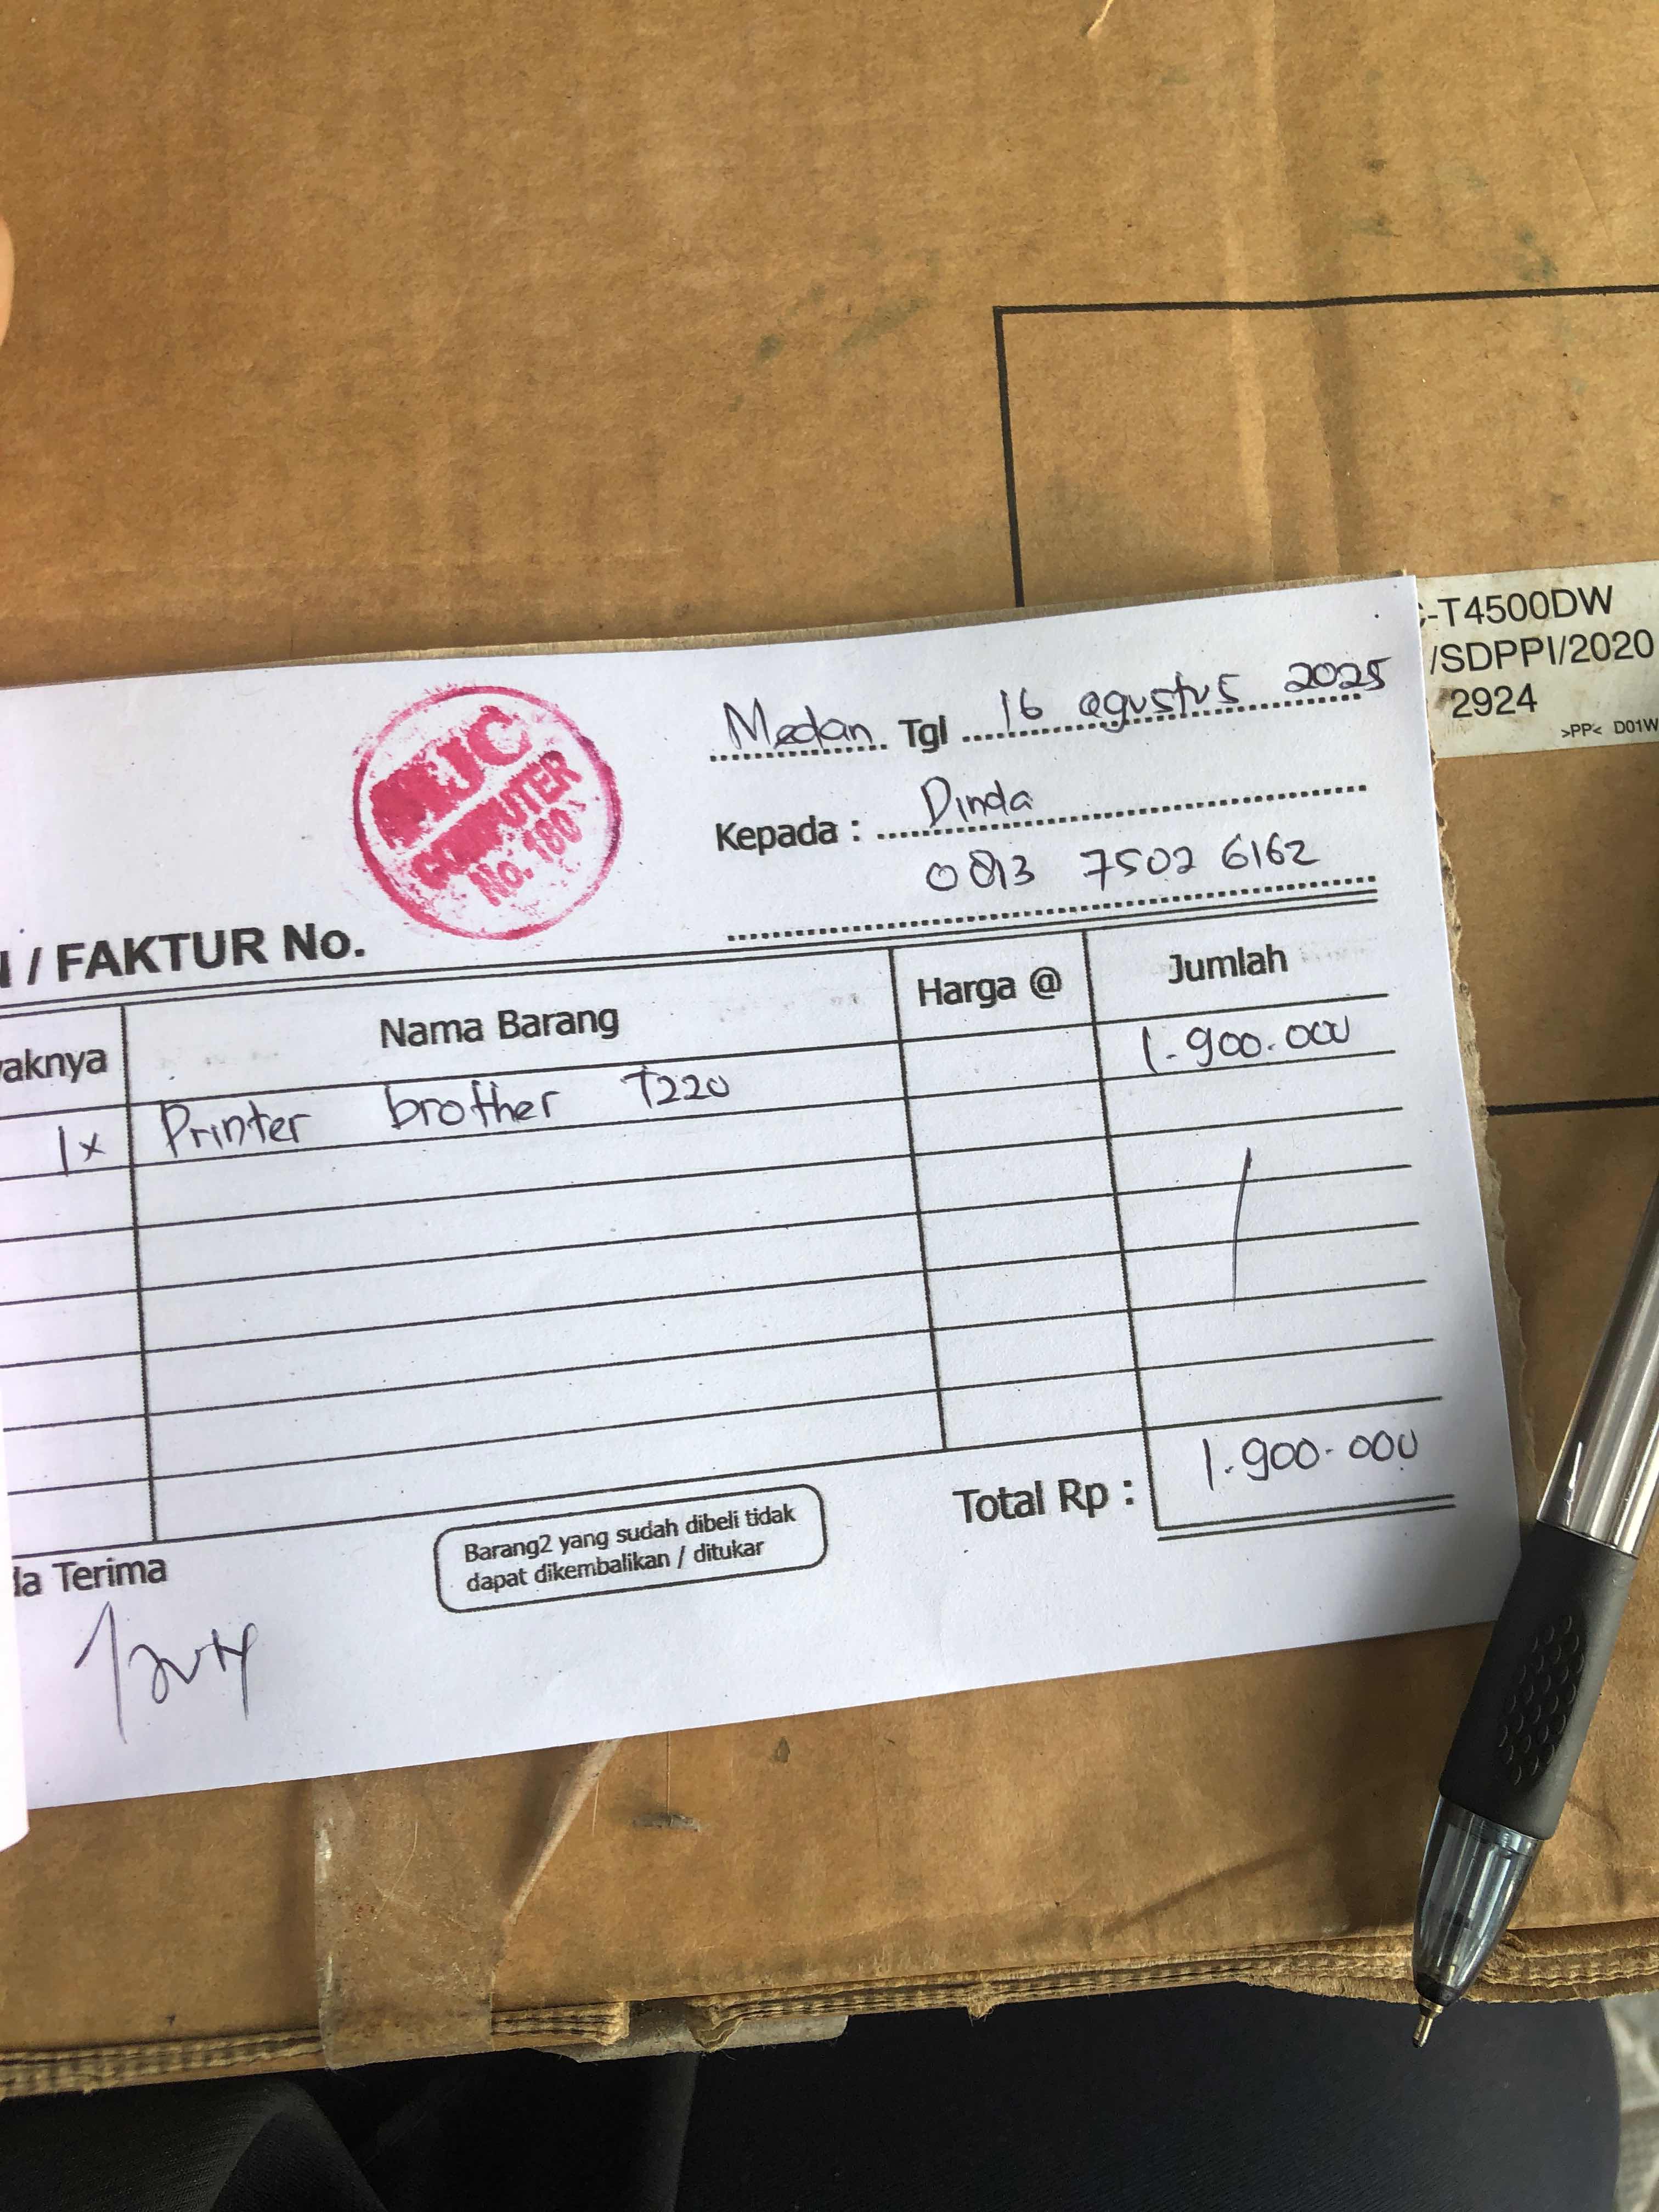 -T4500DW
/SDPPI/2020
2924
>PP< D01W
Medan Tgl 16 agustus 2025
Kepada : Dinda
0813 7502 6162
COMPUTER
No. 180
/ FAKTUR No.
aknya Nama Barang Harga @ Jumlah
1x Printer brother T220 1.900.000
Total Rp : 1.900.000
Barang2 yang sudah dibeli tidak
dapat dikembalikan / ditukar
da Terima